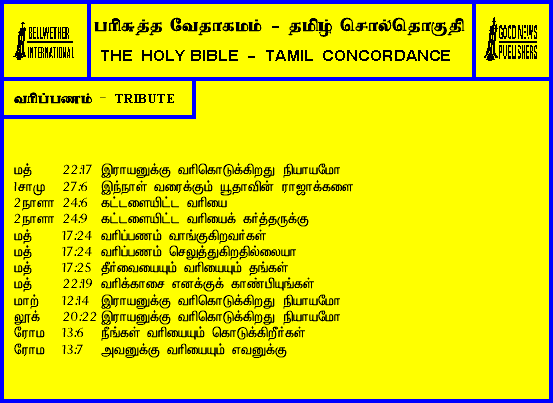 BELLWETHER
INTERNATIONAL
பரிசுத்த வேதாகமம் - தமிழ் சொல்தொகுதி
THE HOLY BIBLE - TAMIL CONCORDANCE
GOOD NEWS
PUBLISHERS
வரிப்பணம் - TRIBUTE
மத் 22:17 இராயனுக்கு வரிகொடுக்கிறது நியாயமோ
1சாமு 27:6 இந்நாள் வரைக்கும் யூதாவின் ராஜாக்களை
2நாளா 24:6 கட்டளையிட்ட வரியை
2நாளா 24:9 கட்டளையிட்ட வரியைக் கர்த்தருக்கு
மத் 17:24 வரிப்பணம் வாங்குகிறவர்கள்
மத் 17:24 வரிப்பணம் செலுத்துகிறதில்லையா
மத் 17:25 தீர்வையையும் வரியையும் தங்கள்
மத் 22:19 வரிக்காசை எனக்குக் காண்பியுங்கள்
மாற் 12:14 இராயனுக்கு வரிகொடுக்கிறது நியாயமோ
லூக் 20:22 இராயனுக்கு வரிகொடுக்கிறது நியாயமோ
ரோம 13:6 நீங்கள் வரியையும் கொடுக்கிறீர்கள்
ரோம 13:7 அவனுக்கு வரியையும் எவனுக்கு